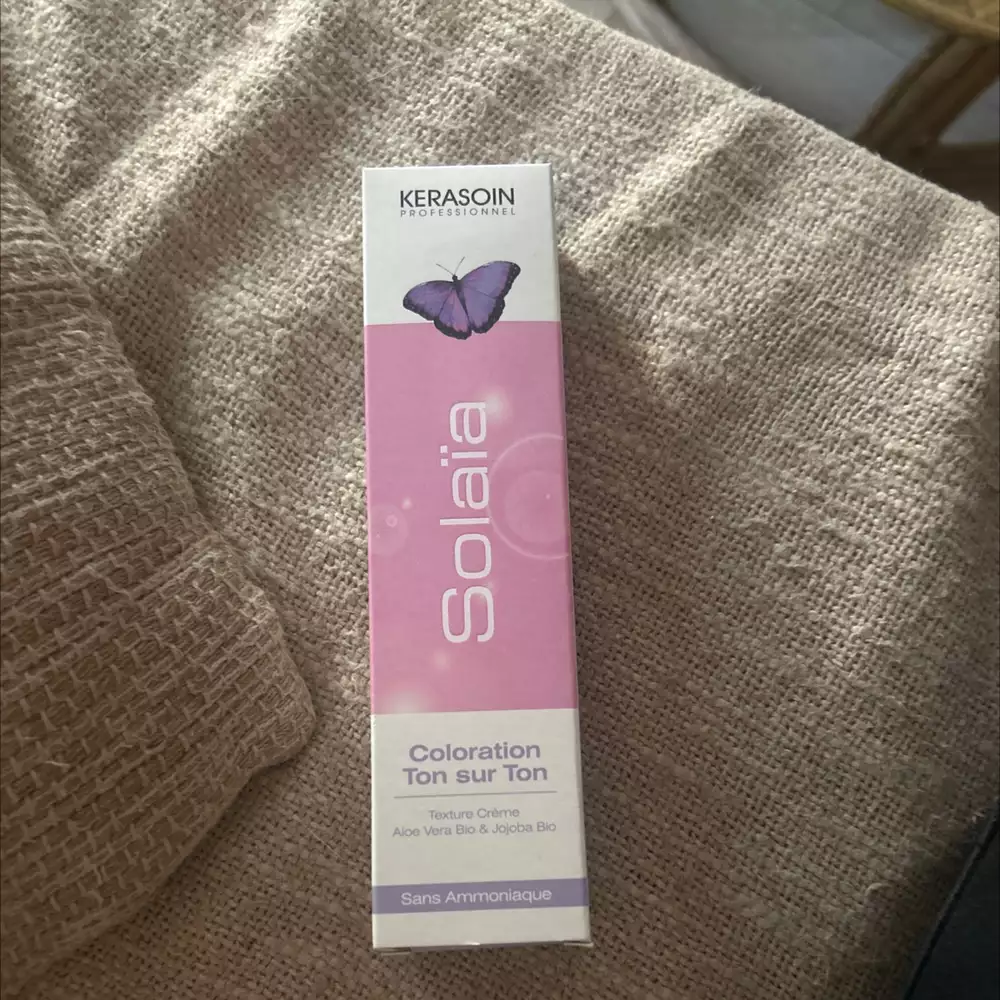 KERASOIN
PROFESSIONNEL
Solaïa
Coloration
Ton sur Ton
Texture Crème
Aloe Vera Bio & Jojoba Bio
Sans Ammoniaque